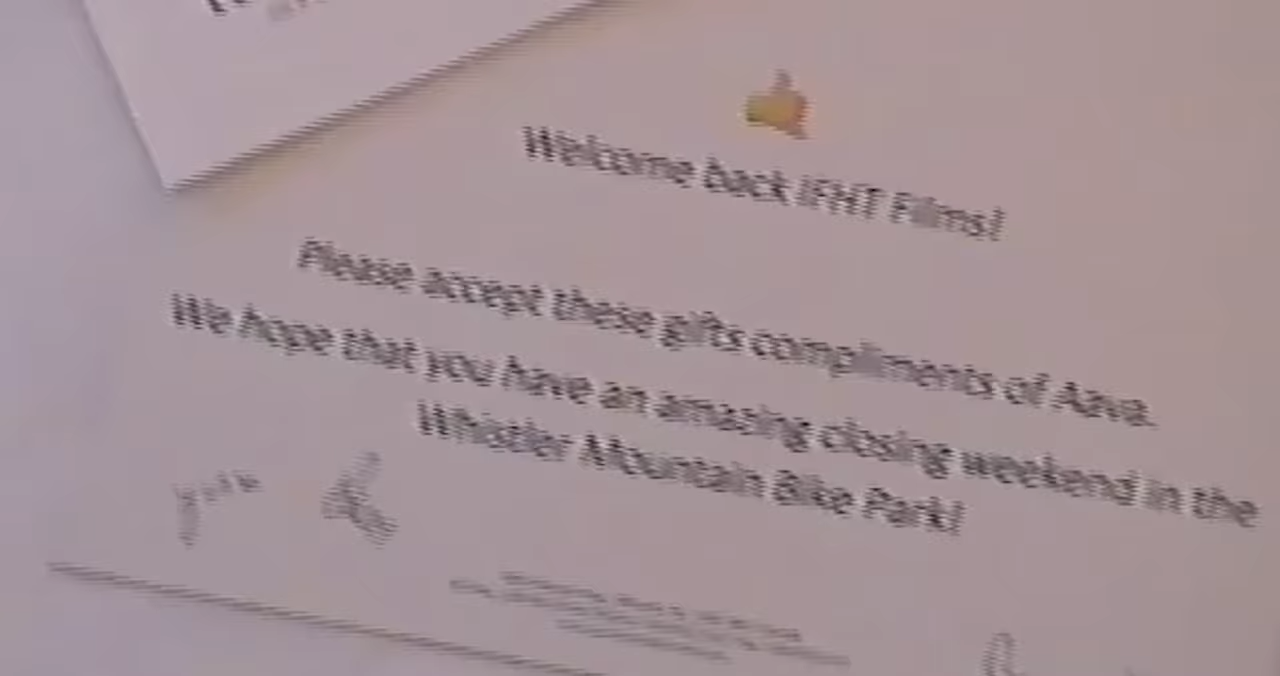 Welcome back IFHT Films!
Please accept these gifts compliments of Aava.
We hope that you have an amazing closing weekend in the
Whistler Mountain Bike Park!